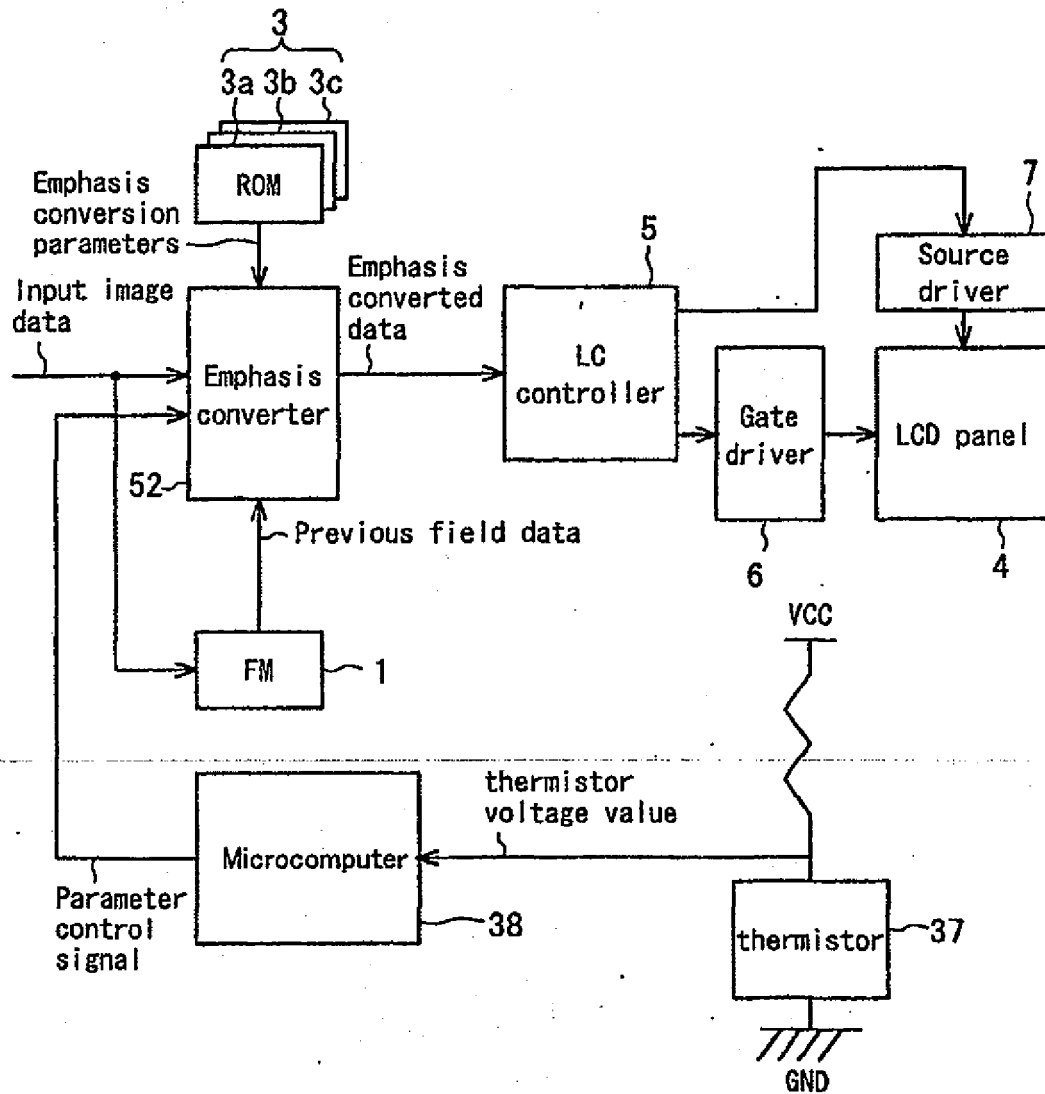 3
3a 3b 3c
ROM
Emphasis
conversion
parameters
Input image
data
Emphasis
converter
52
Emphasis
converted
data
5
LC
controller
7
Source
driver
Gate
driver
6
LCD panel
4
Previous field data
FM
1
VCC
thermistor
voltage value
Microcomputer
38
Parameter
control
signal
thermistor
37
GND